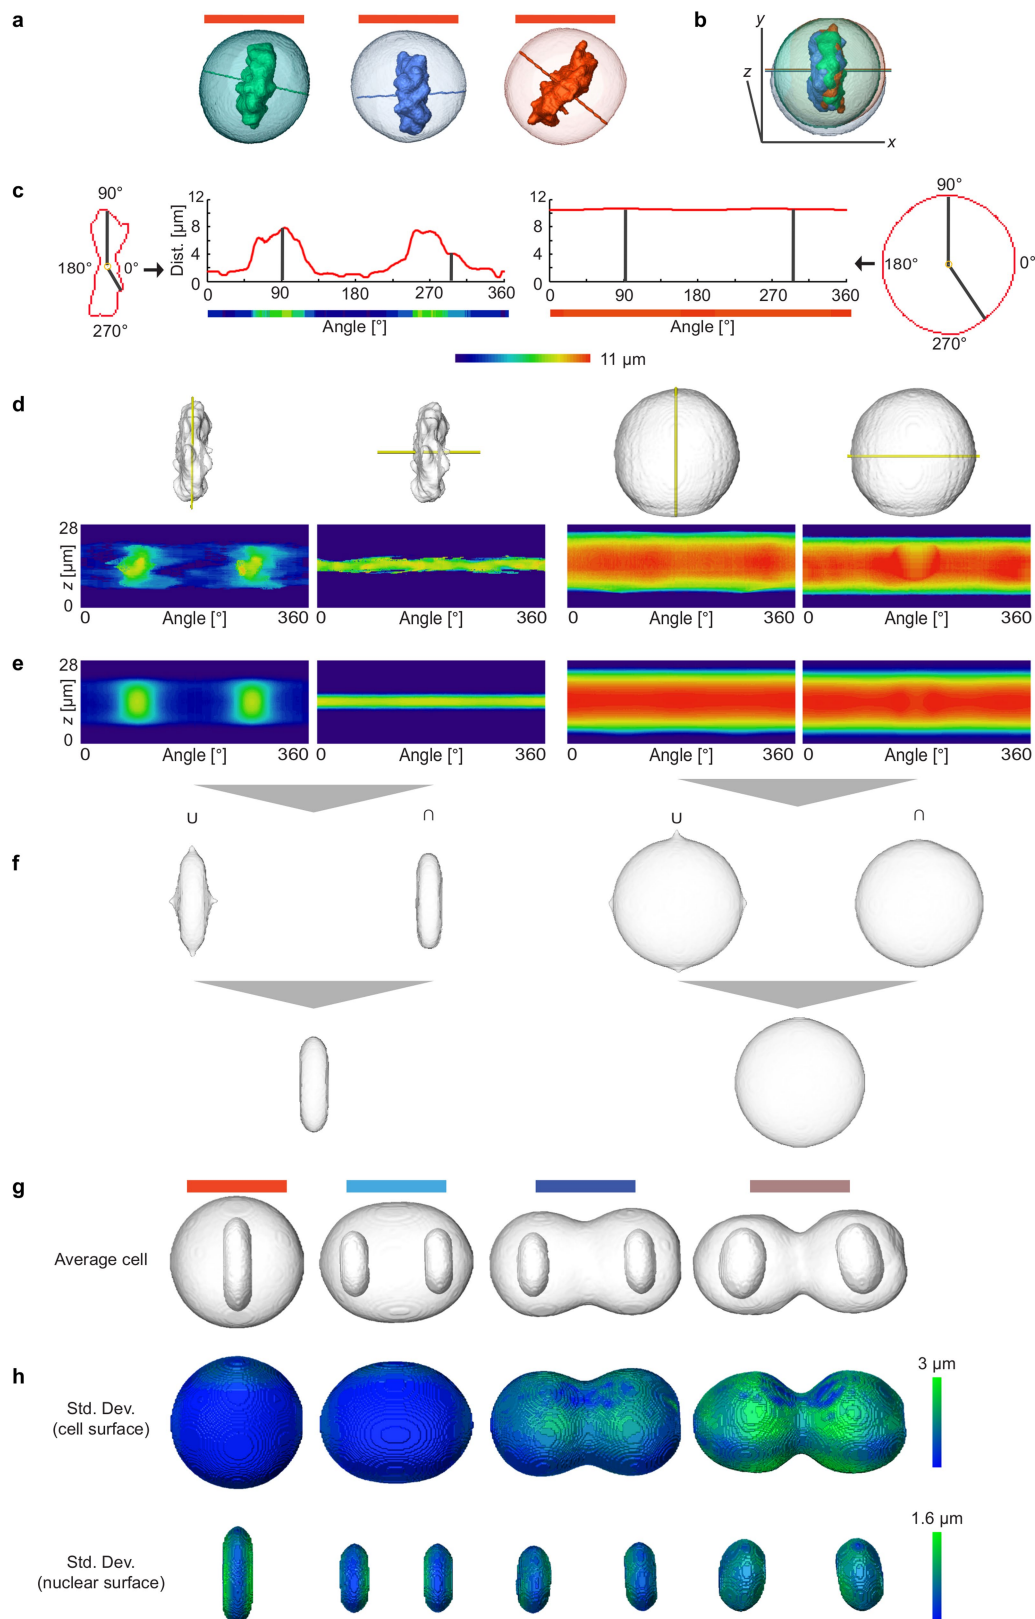 a
b
y
z
x
c
90°
180°
0°
270°
Dist. [µm]
12
8
4
0
0
90
180
270
360
Angle [°]
12
8
4
0
0
90
180
270
360
Angle [°]
90°
180°
0°
270°
11 µm
d
28
z [µm]
0
0
Angle [°]
360
0
Angle [°]
360
0
Angle [°]
360
0
Angle [°]
360
e
28
z [µm]
0
0
Angle [°]
360
0
Angle [°]
360
0
Angle [°]
360
0
Angle [°]
360
∪
∩
∪
∩
f
g
Average cell
h
3 µm
Std. Dev.
(cell surface)
1.6 µm
Std. Dev.
(nuclear surface)